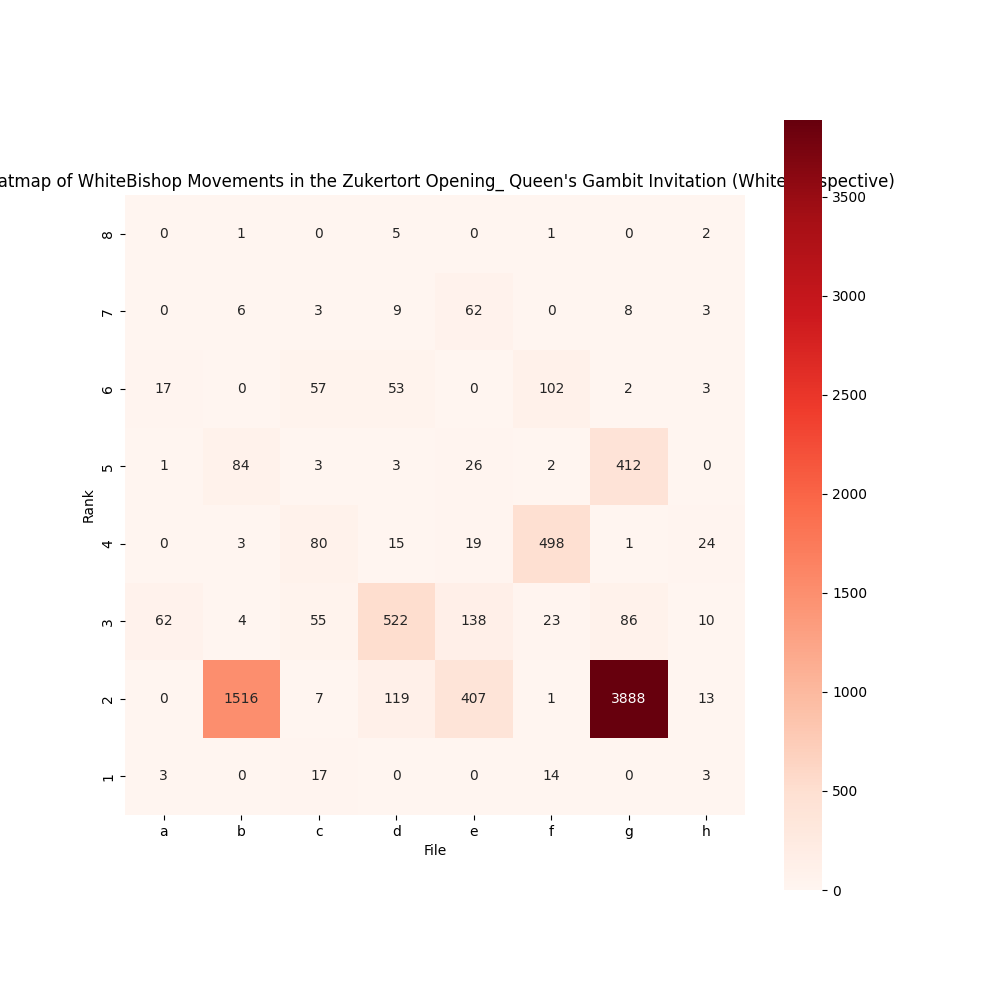 atmap of WhiteBishop Movements in the Zukertort Opening_ Queen's Gambit Invitation (White spective)
3500
8 0 1 0 5 0 1 0 2
3000
7 0 6 3 9 62 0 8 3
2500
6 17 0 57 53 0 102 2 3
5 1 84 3 3 26 2 412 0
2000
Rank
4 0 3 80 15 19 498 1 24
1500
3 62 4 55 522 138 23 86 10
1000
2 0 1516 7 119 407 1 3888 13
1 3 0 17 0 0 14 0 3
500
a b c d e f g h
File
0